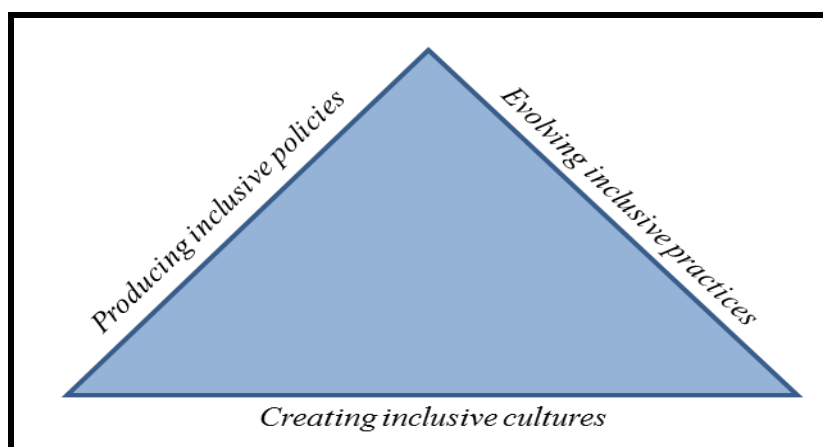 Producing inclusive policies
Evolving inclusive practices
Creating inclusive cultures